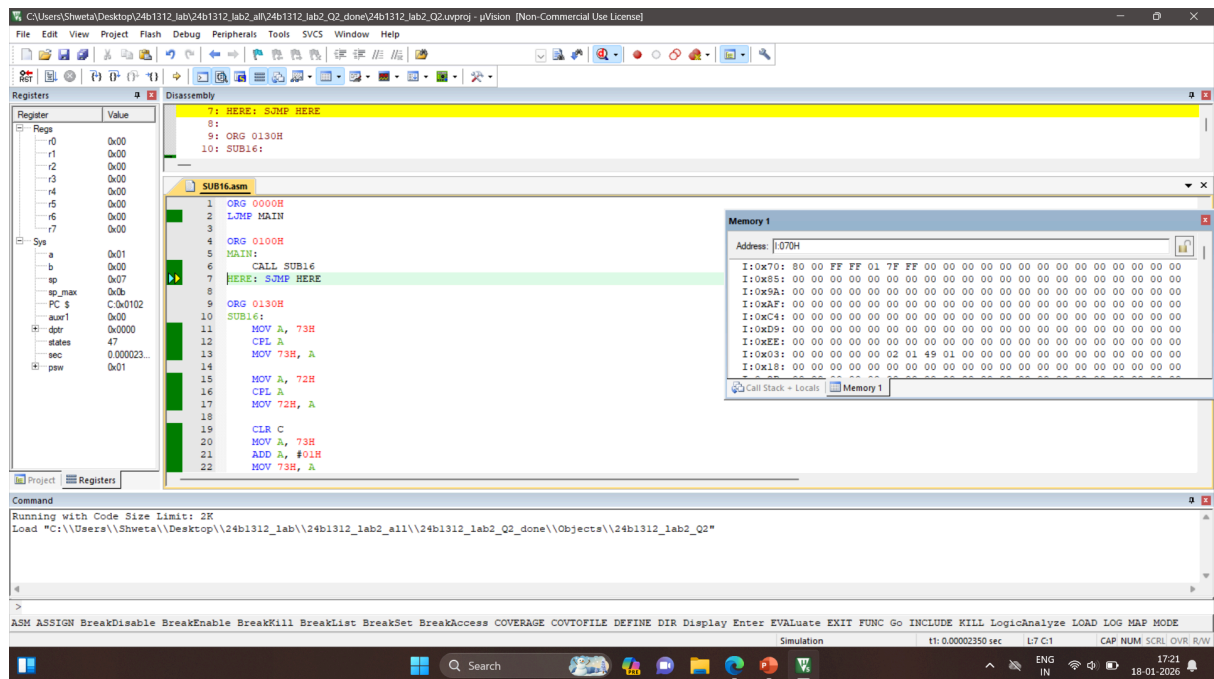 C:\Users\Shweta\Desktop\24b1312_lab\24b1312_lab2_all\24b1312_lab2_Q2_done\24b1312_lab2_Q2.uvproj - µVision [Non-Commercial Use License]
File Edit View Project Flash Debug Peripherals Tools SVCS Window Help
Registers
Register Value
Regs
r0 0x00
r1 0x00
r2 0x00
r3 0x00
r4 0x00
r5 0x00
r6 0x00
r7 0x00
Sys
a 0x01
b 0x00
sp 0x07
sp_max 0x0b
PC $ C:0x0102
auxr1 0x00
dptr 0x0000
states 47
sec 0.000023...
psw 0x01
Project Registers
Disassembly
7: HERE: SJMP HERE
8:
9: ORG 0130H
10: SUB16:
SUB16.asm
1 ORG 0000H
2 LJMP MAIN
3
4 ORG 0100H
5 MAIN:
6 CALL SUB16
7 HERE: SJMP HERE
8
9 ORG 0130H
10 SUB16:
11 MOV A, 73H
12 CPL A
13 MOV 73H, A
14
15 MOV A, 72H
16 CPL A
17 MOV 72H, A
18
19 CLR C
20 MOV A, 73H
21 ADD A, #01H
22 MOV 73H, A
Memory 1
Address: I:070H
I:0x70: 80 00 FF FF 01 7F FF 00 00 00 00 00 00 00 00 00 00 00 00 00 00
I:0x85: 00 00 00 00 00 00 00 00 00 00 00 00 00 00 00 00 00 00 00 00 00
I:0x9A: 00 00 00 00 00 00 00 00 00 00 00 00 00 00 00 00 00 00 00 00 00
I:0xAF: 00 00 00 00 00 00 00 00 00 00 00 00 00 00 00 00 00 00 00 00 00
I:0xC4: 00 00 00 00 00 00 00 00 00 00 00 00 00 00 00 00 00 00 00 00 00
I:0xD9: 00 00 00 00 00 00 00 00 00 00 00 00 00 00 00 00 00 00 00 00 00
I:0xEE: 00 00 00 00 00 00 00 00 00 00 00 00 00 00 00 00 00 00 00 00 00
I:0x03: 00 00 00 00 00 02 01 49 01 00 00 00 00 00 00 00 00 00 00 00 00
I:0x18: 00 00 00 00 00 00 00 00 00 00 00 00 00 00 00 00 00 00 00 00 00
Call Stack + Locals Memory 1
Command
Running with Code Size Limit: 2K
Load "C:\\Users\\Shweta\\Desktop\\24b1312_lab\\24b1312_lab2_all\\24b1312_lab2_Q2_done\\Objects\\24b1312_lab2_Q2"
>
ASM ASSIGN BreakDisable BreakEnable BreakKill BreakList BreakSet BreakAccess COVERAGE COVTOFILE DEFINE DIR Display Enter EVALuate EXIT FUNC Go INCLUDE KILL LogicAnalyze LOAD LOG MAP MODE
Simulation t1: 0.00002350 sec L:7 C:1 CAP NUM SCRL OVR R/W
Search
ENG
IN
17:21
18-01-2026